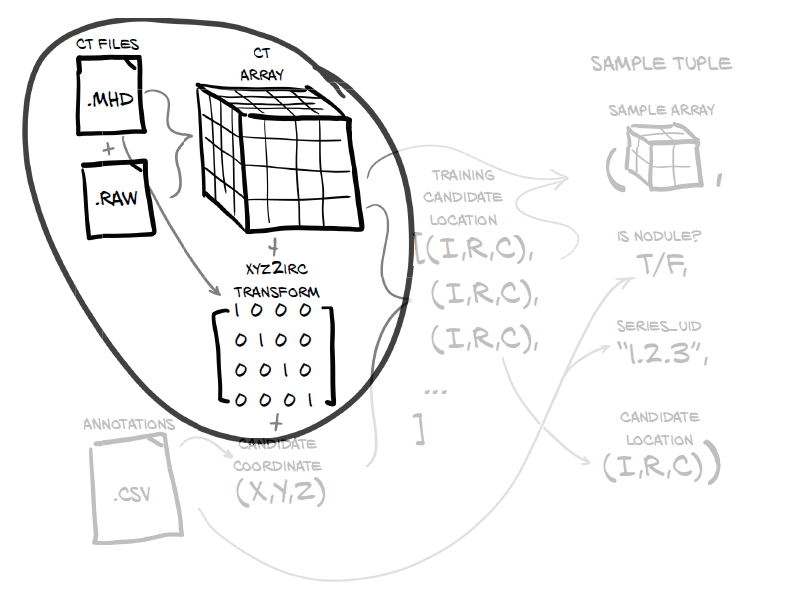 CT FILES
.MHD
+
.RAW
CT
ARRAY
+
XYZ2IRC
TRANSFORM
1 0 0 0
0 1 0 0
0 0 1 0
0 0 0 1
+
CANDIDATE
COORDINATE
(X,Y,Z)
ANNOTATIONS
.CSV
TRAINING
CANDIDATE
LOCATION
[(I,R,C),
(I,R,C),
(I,R,C),
...
]
SAMPLE TUPLE
SAMPLE ARRAY
( ,
IS NODULE?
T/F,
SERIES_UID
"1.2.3",
CANDIDATE
LOCATION
(I,R,C))